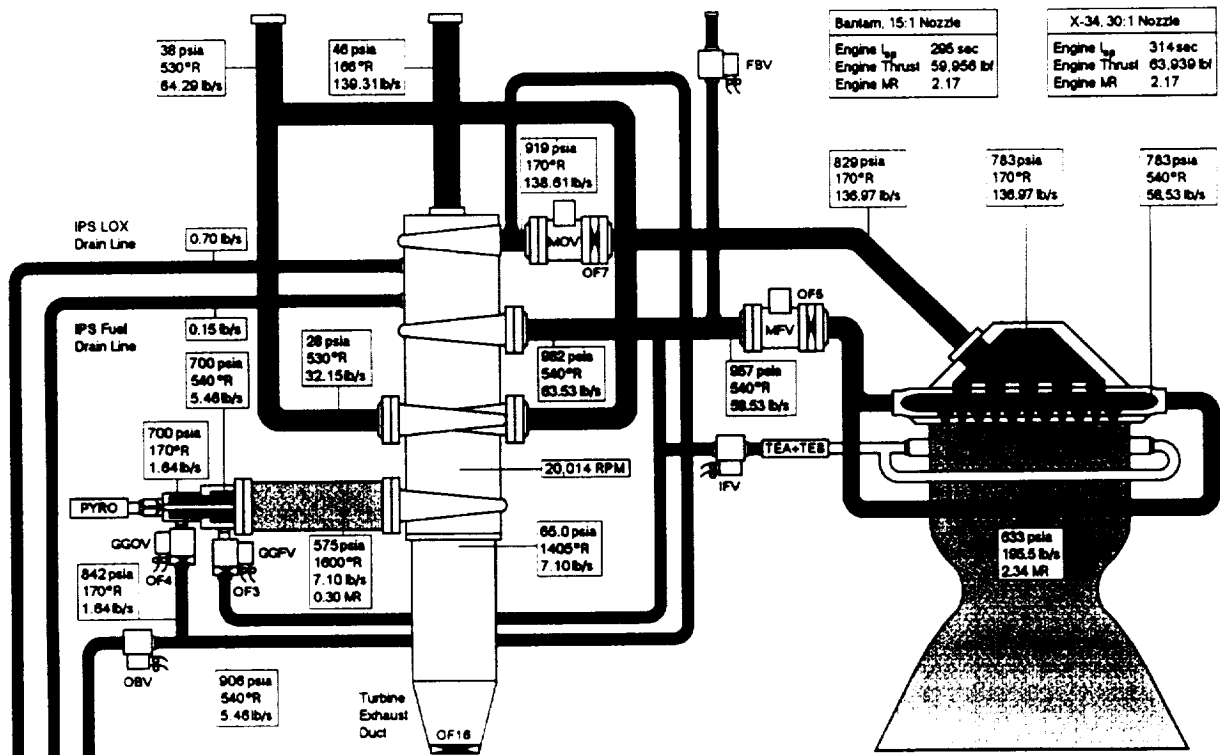 38 psia
530°R
64.29 lb/s
46 psia
166°R
139.31 lb/s
FBV
Bantam, 15:1 Nozzle
Engine Isp 295 sec
Engine Thrust 59,956 lbf
Engine MR 2.17
X-34, 30:1 Nozzle
Engine Isp 314 sec
Engine Thrust 63,939 lbf
Engine MR 2.17
919 psia
170°R
138.61 lb/s
829 psia
170°R
136.97 lb/s
783 psia
170°R
136.97 lb/s
783 psia
540°R
58.53 lb/s
IPS LOX
Drain Line
0.70 lb/s
MOV
OF7
IPS Fuel
Drain Line
0.15 lb/s
OF5
MFV
28 psia
530°R
32.15 lb/s
982 psia
540°R
63.53 lb/s
957 psia
540°R
58.53 lb/s
700 psia
540°R
5.46 lb/s
700 psia
170°R
1.64 lb/s
20,014 RPM
IFV
TEA+TEB
PYRO
GGOV
OF4
GGFV
OF3
575 psia
1600°R
7.10 lb/s
0.30 MR
65.0 psia
1405°R
7.10 lb/s
633 psia
195.5 lb/s
2.34 MR
842 psia
170°R
1.64 lb/s
OBV
906 psia
540°R
5.46 lb/s
Turbine
Exhaust
Duct
OF16